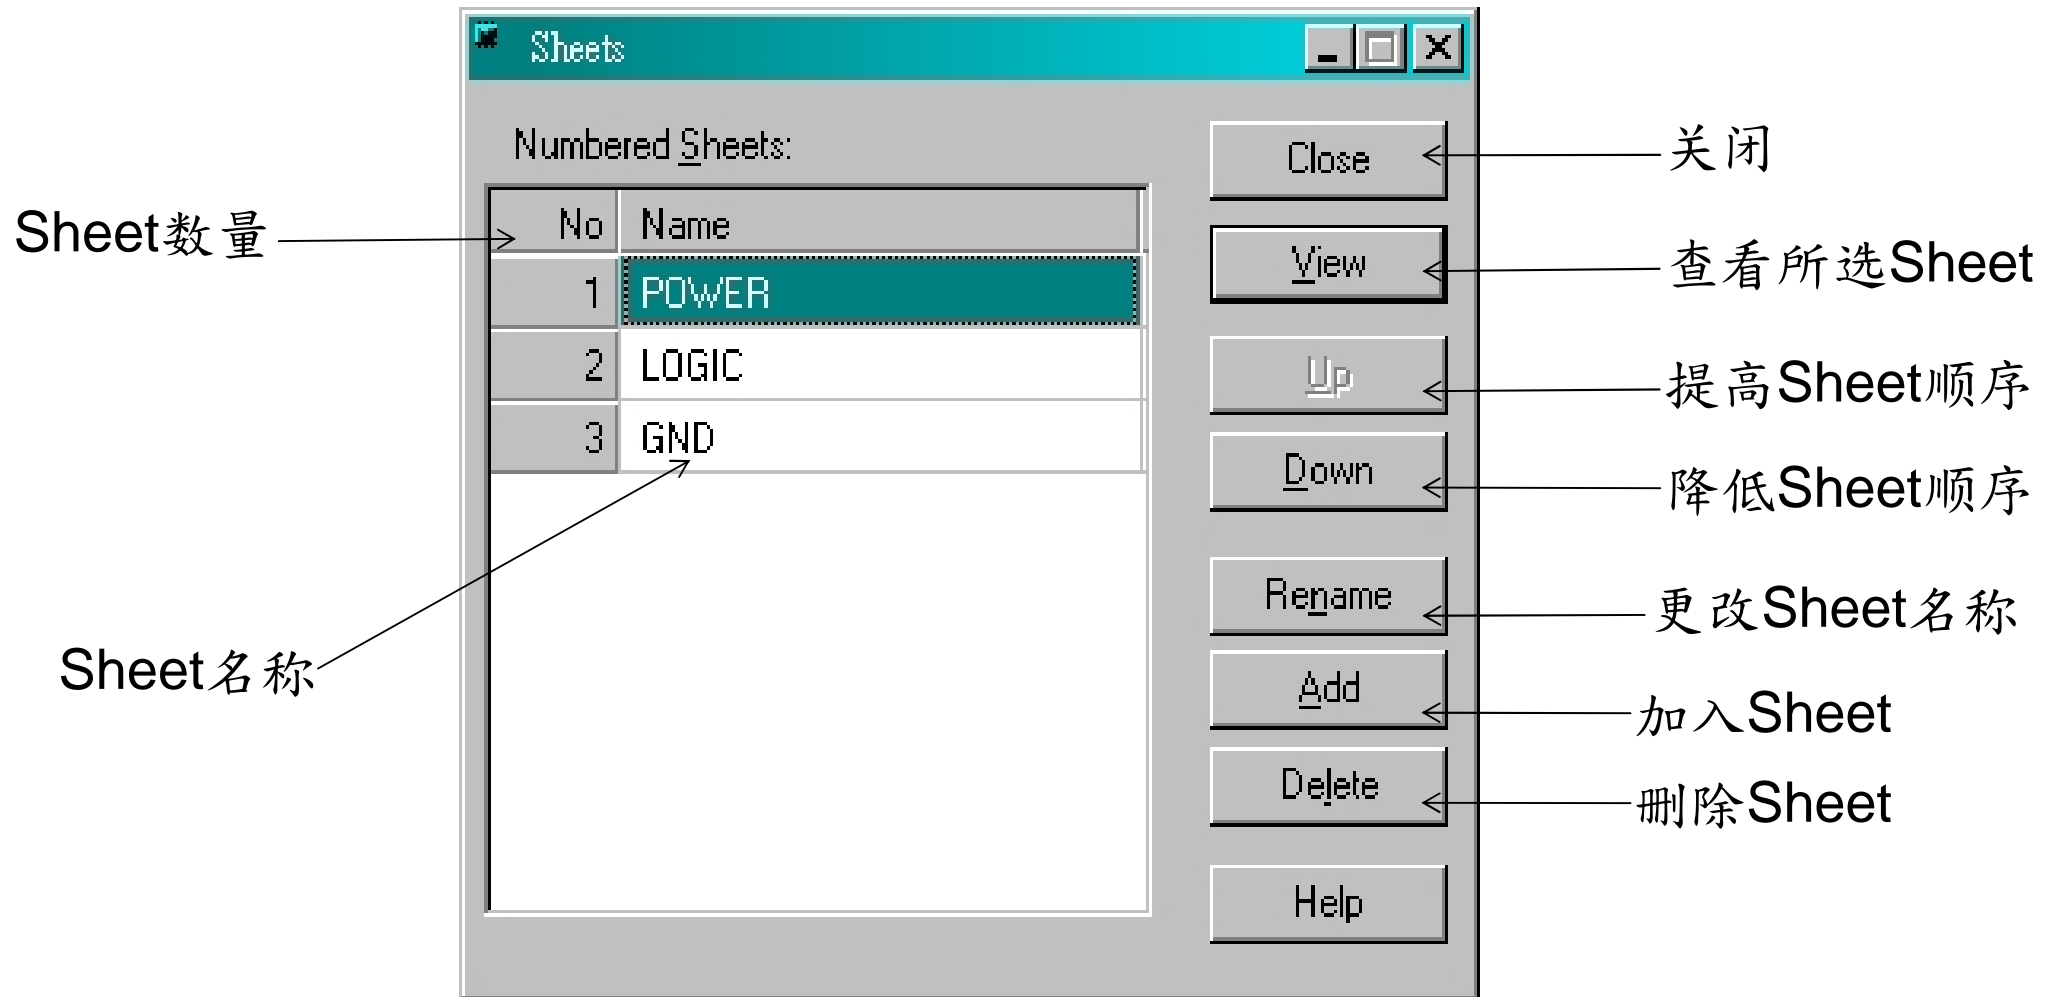 Sheets
Numbered Sheets:
Close
关闭
Sheet数量
No Name
1 POWER
View
查看所选Sheet
2 LOGIC
Up
提高Sheet顺序
3 GND
Down
降低Sheet顺序
Rename
更改Sheet名称
Sheet名称
Add
加入Sheet
Delete
删除Sheet
Help